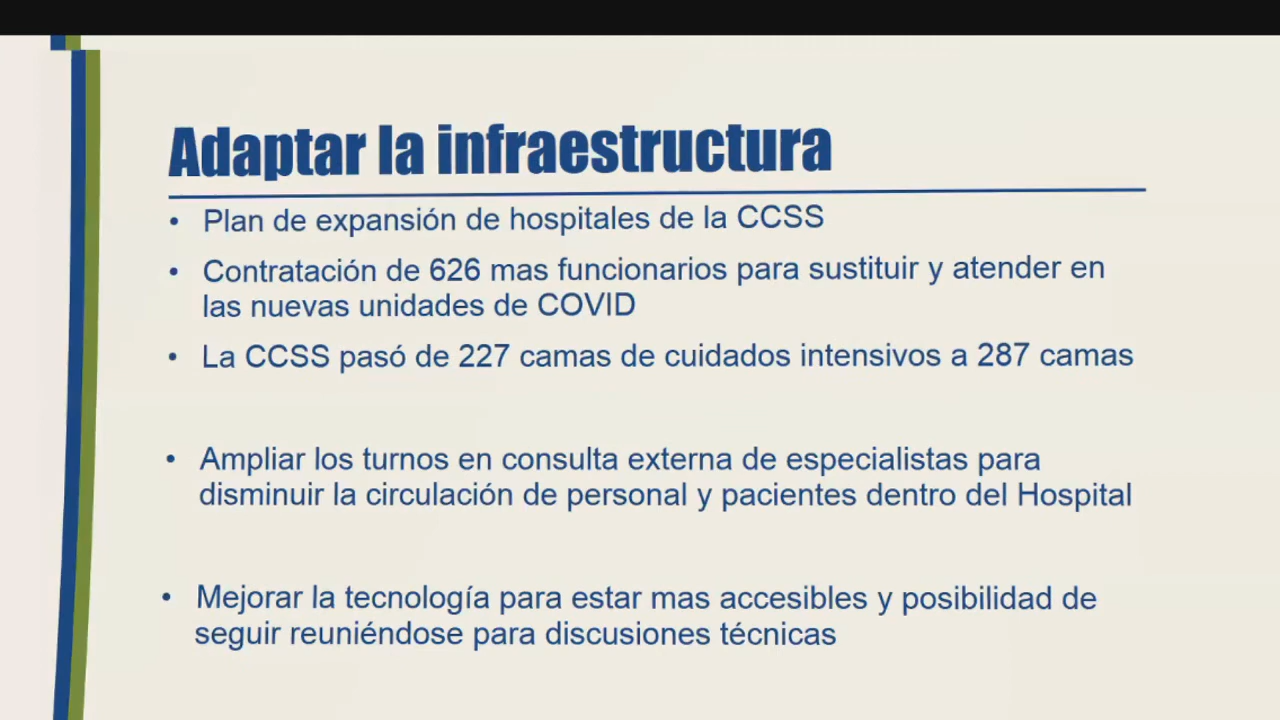 Adaptar la infraestructura
• Plan de expansión de hospitales de la CCSS
• Contratación de 626 mas funcionarios para sustituir y atender en
las nuevas unidades de COVID
• La CCSS pasó de 227 camas de cuidados intensivos a 287 camas
• Ampliar los turnos en consulta externa de especialistas para
disminuir la circulación de personal y pacientes dentro del Hospital
• Mejorar la tecnología para estar mas accesibles y posibilidad de
seguir reuniéndose para discusiones técnicas